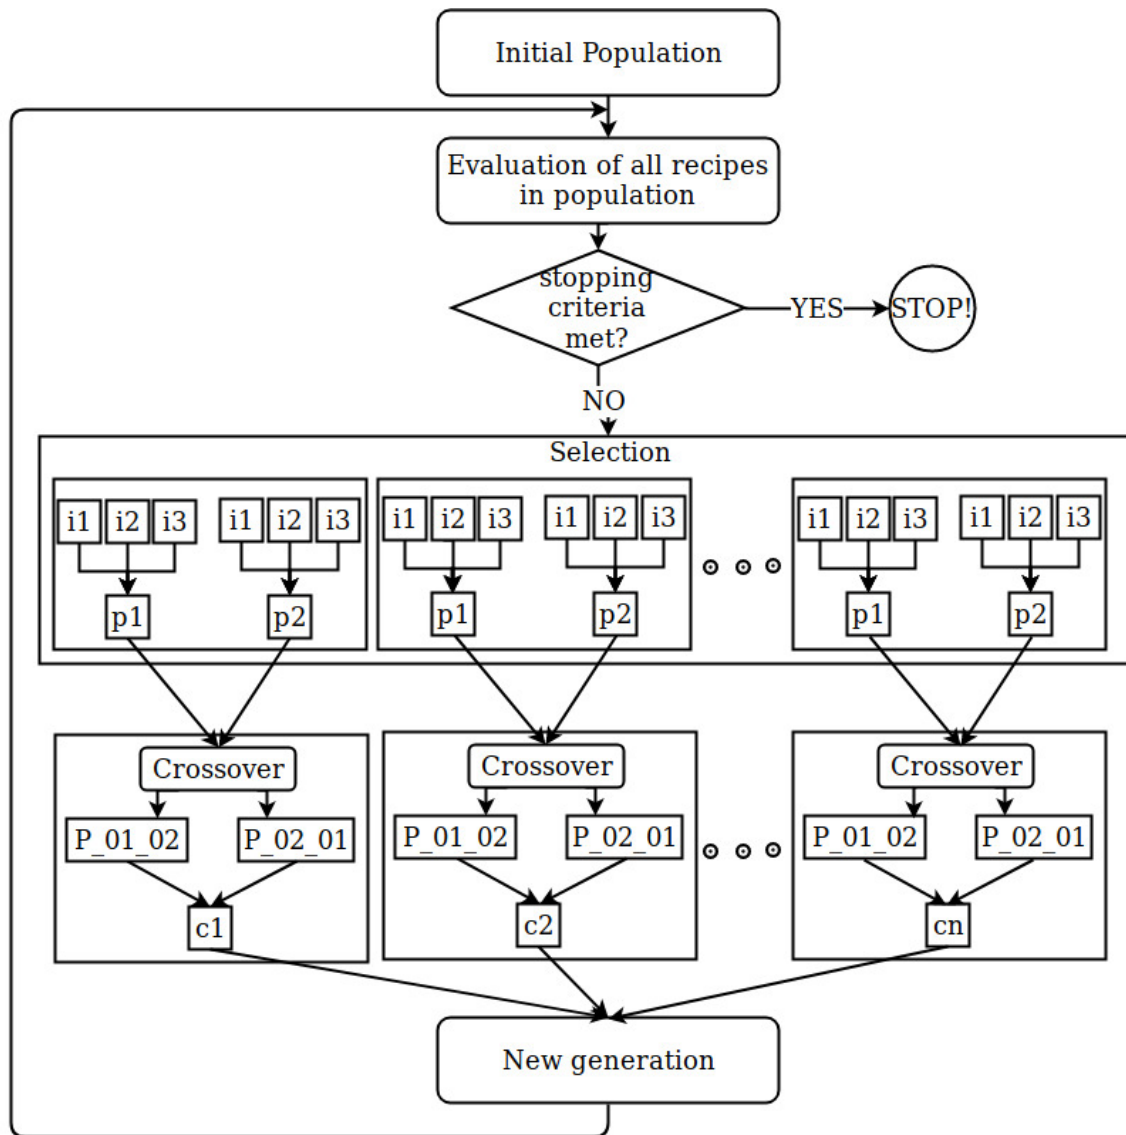 Initial Population
Evaluation of all recipes
in population
stopping
criteria
met?
YES
STOP!
NO
Selection
i1 i2 i3 i1 i2 i3 i1 i2 i3 i1 i2 i3 i1 i2 i3 i1 i2 i3
p1 p2 p1 p2 p1 p2
Crossover Crossover Crossover
P_01_02 P_02_01 P_01_02 P_02_01 P_01_02 P_02_01
c1 c2 cn
New generation